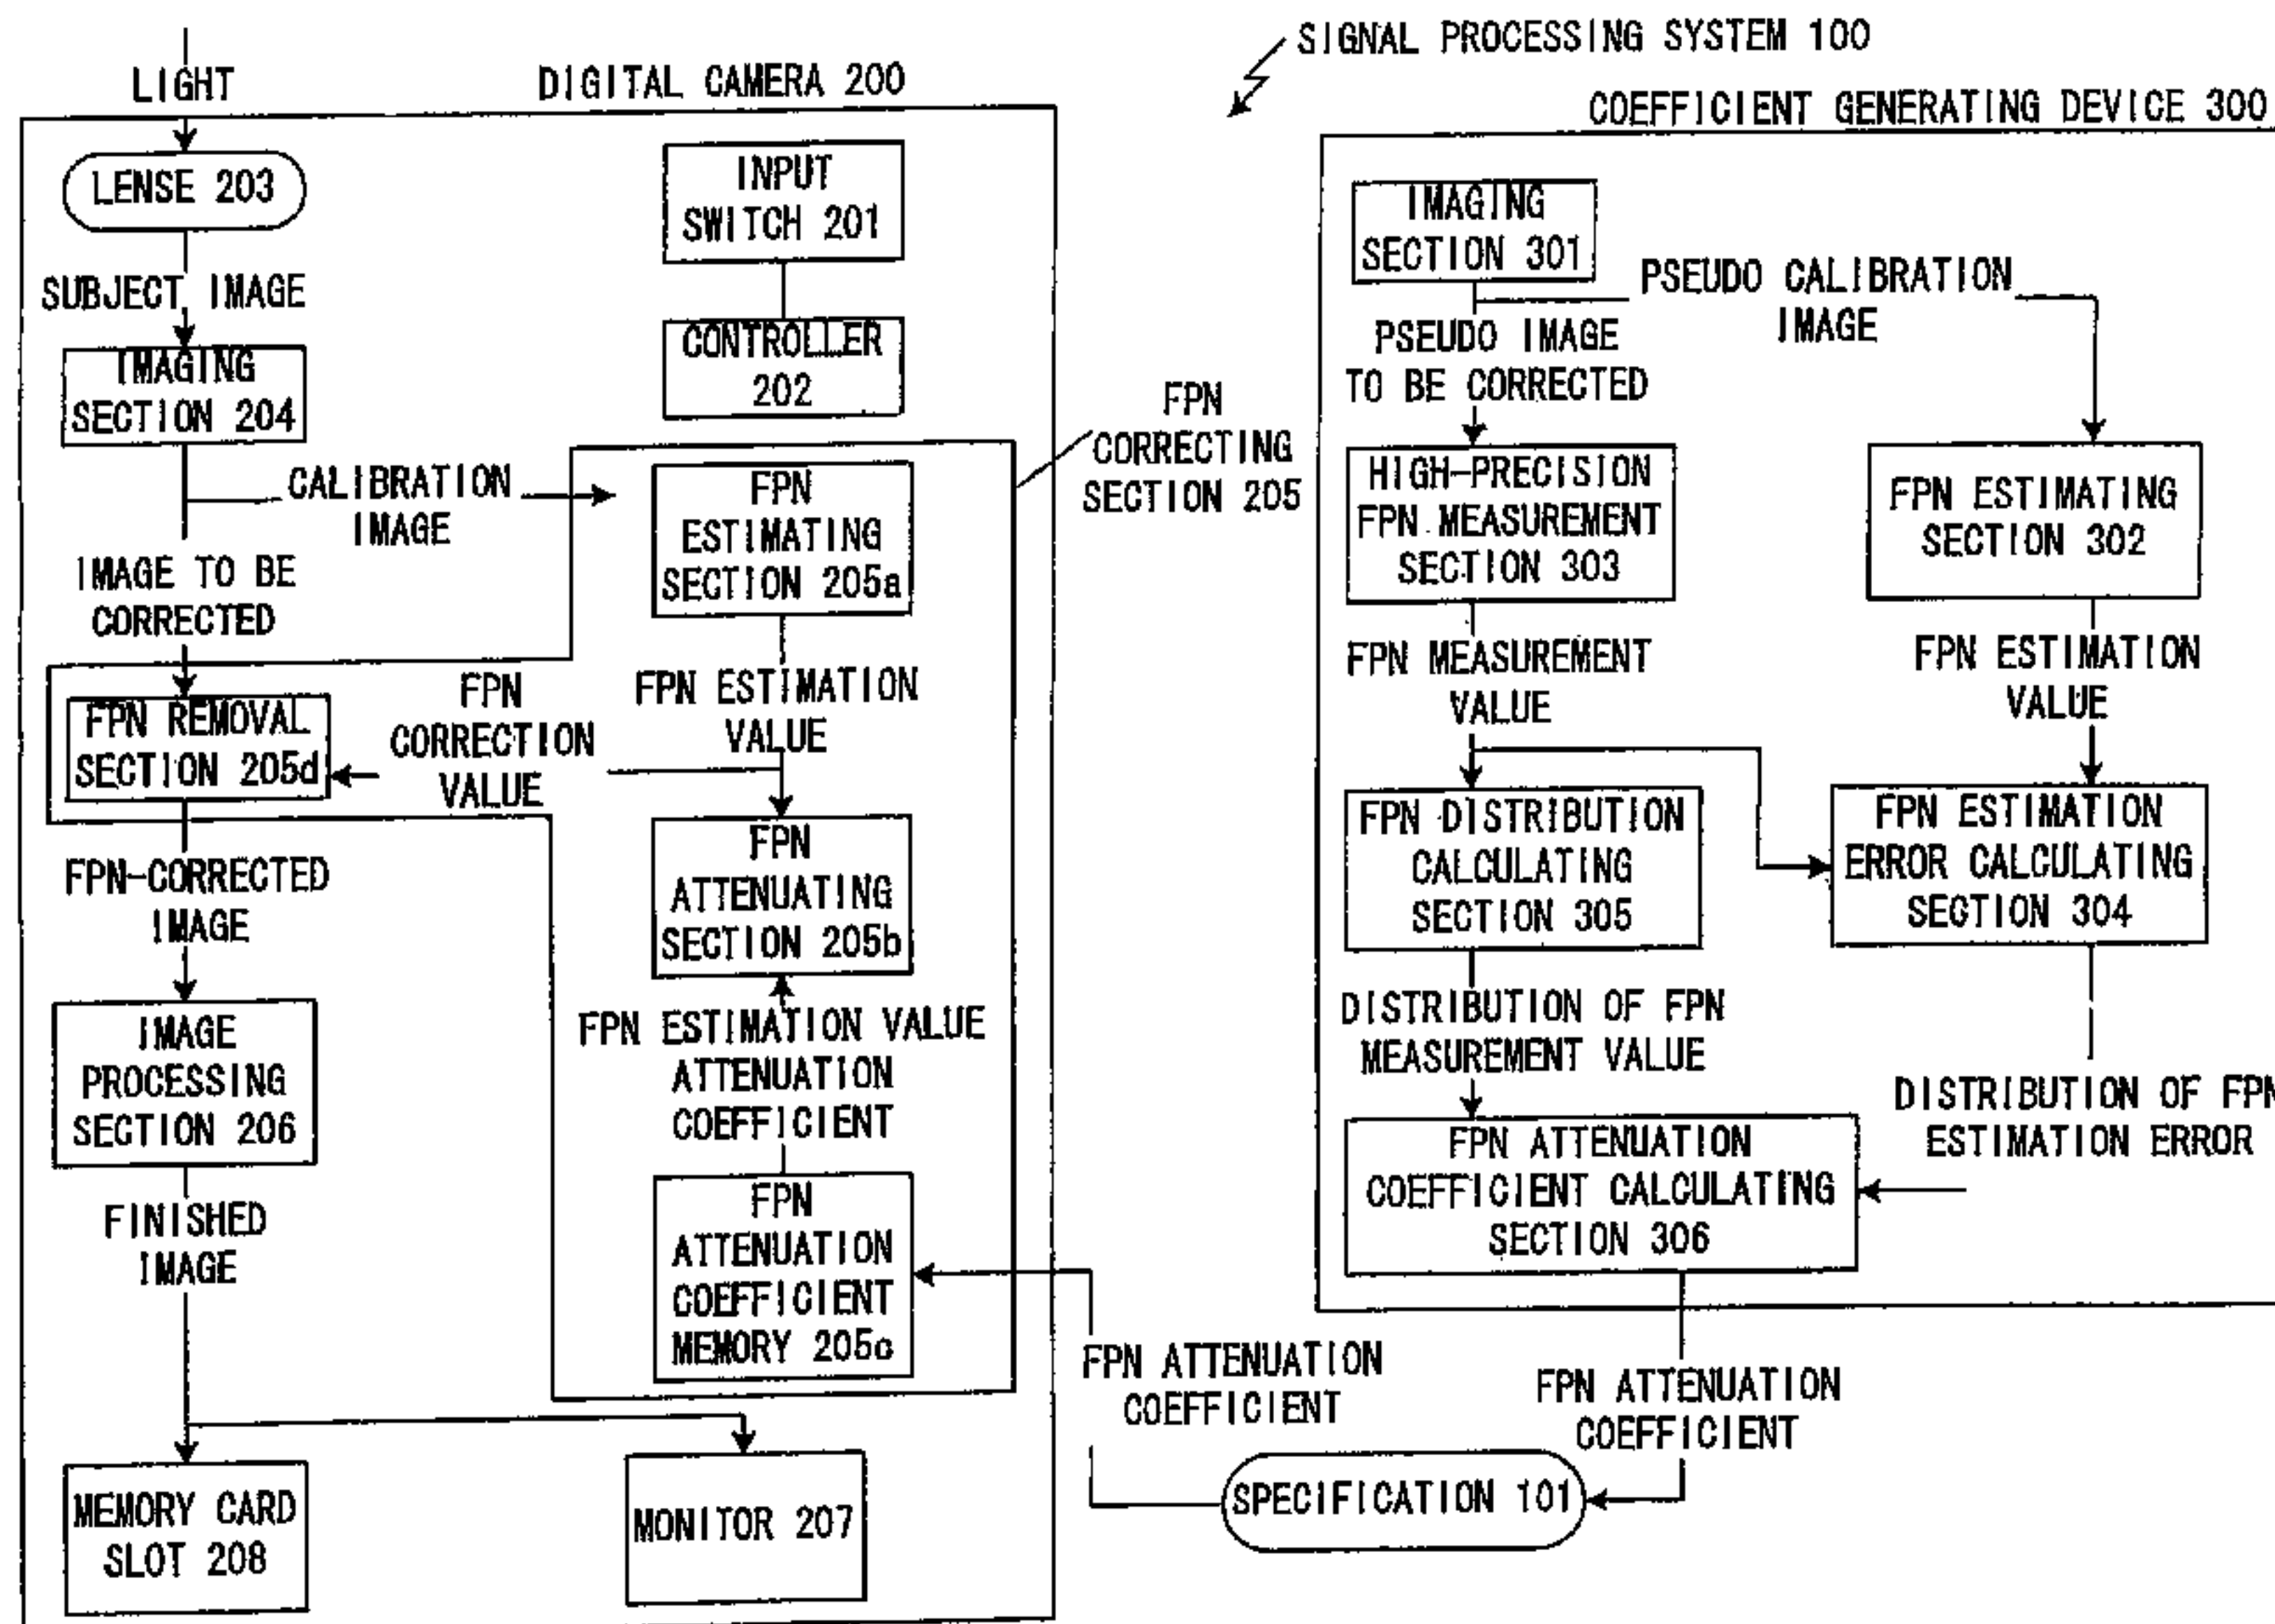 SIGNAL PROCESSING SYSTEM 100
LIGHT
DIGITAL CAMERA 200
COEFFICIENT GENERATING DEVICE 300
LENSE 203
INPUT
SWITCH 201
SUBJECT IMAGE
CONTROLLER
202
IMAGING
SECTION 204
CALIBRATION
IMAGE
FPN
CORRECTING
SECTION 205
FPN
ESTIMATING
SECTION 205a
IMAGE TO BE
CORRECTED
FPN REMOVAL
SECTION 205d
FPN
CORRECTION
VALUE
FPN ESTIMATION
VALUE
FPN
ATTENUATING
SECTION 205b
FPN-CORRECTED
IMAGE
FPN ESTIMATION VALUE
ATTENUATION
COEFFICIENT
IMAGE
PROCESSING
SECTION 206
FPN
ATTENUATION
COEFFICIENT
MEMORY 205c
FINISHED
IMAGE
MEMORY CARD
SLOT 208
MONITOR 207
IMAGING
SECTION 301
PSEUDO CALIBRATION
IMAGE
PSEUDO IMAGE
TO BE CORRECTED
HIGH-PRECISION
FPN MEASUREMENT
SECTION 303
FPN ESTIMATING
SECTION 302
FPN MEASUREMENT
VALUE
FPN ESTIMATION
VALUE
FPN DISTRIBUTION
CALCULATING
SECTION 305
FPN ESTIMATION
ERROR CALCULATING
SECTION 304
DISTRIBUTION OF FPN
MEASUREMENT VALUE
DISTRIBUTION OF FPN
ESTIMATION ERROR
FPN ATTENUATION
COEFFICIENT CALCULATING
SECTION 306
FPN ATTENUATION
COEFFICIENT
FPN ATTENUATION
COEFFICIENT
SPECIFICATION 101